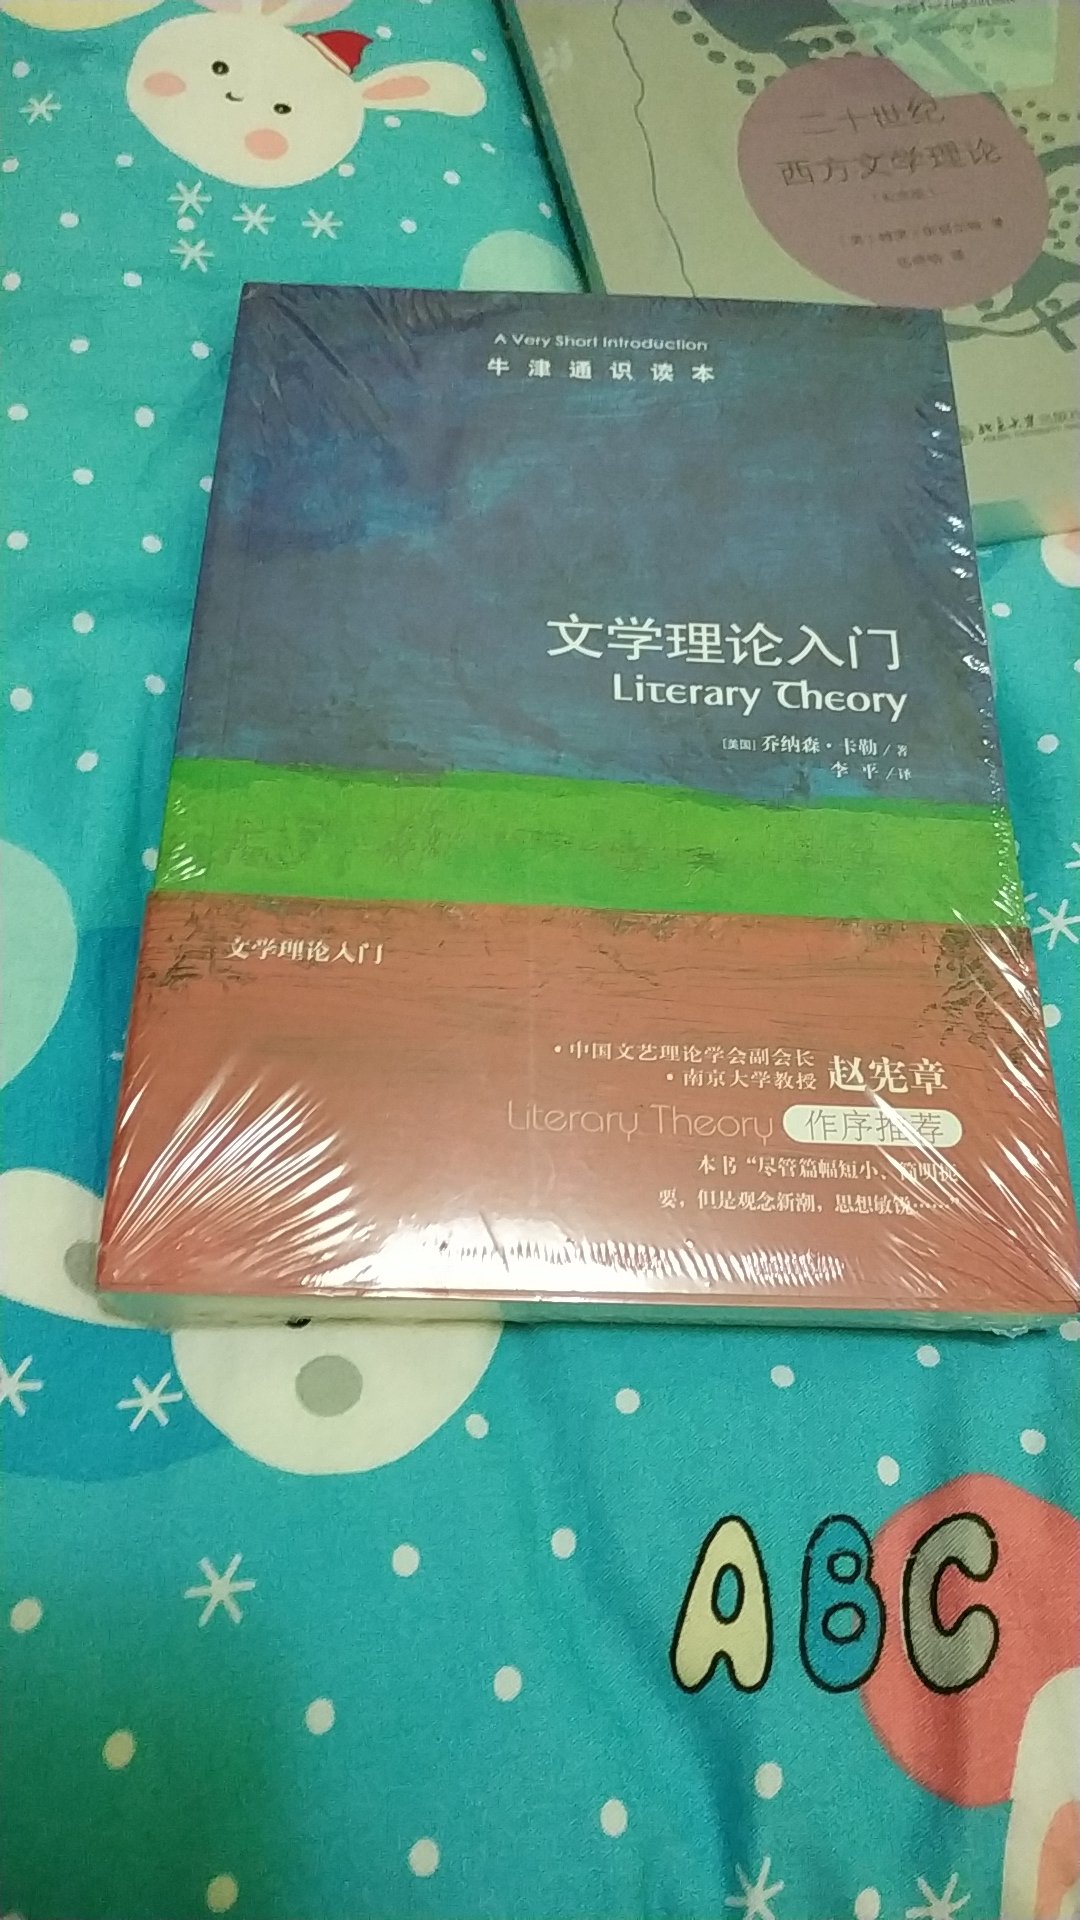 二十世纪
西方文学理论
A Very Short Introduction
牛津通识读本
文学理论入门
Literary Theory
[美国] 乔纳森·卡勒 / 著
李平 / 译
文学理论入门
·中国文艺理论学会副会长
·南京大学教授 赵宪章
Literary Theory 作序推荐
本书“尽管篇幅短小、简明扼
要，但是观念新潮，思想敏锐……”
ABC